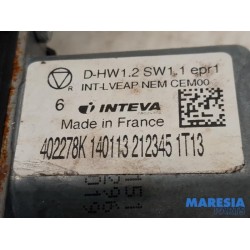 D-HW1.2 SW1.1 epr1
INT-LVEAP NEM CEM00
6 INTEVA
Made in France
402278K 140113 212345 1T13
MARESIA